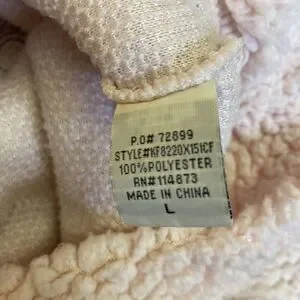 P.O# 72899
STYLE#KF8220X151CF
100%POLYESTER
RN#114873
MADE IN CHINA
L